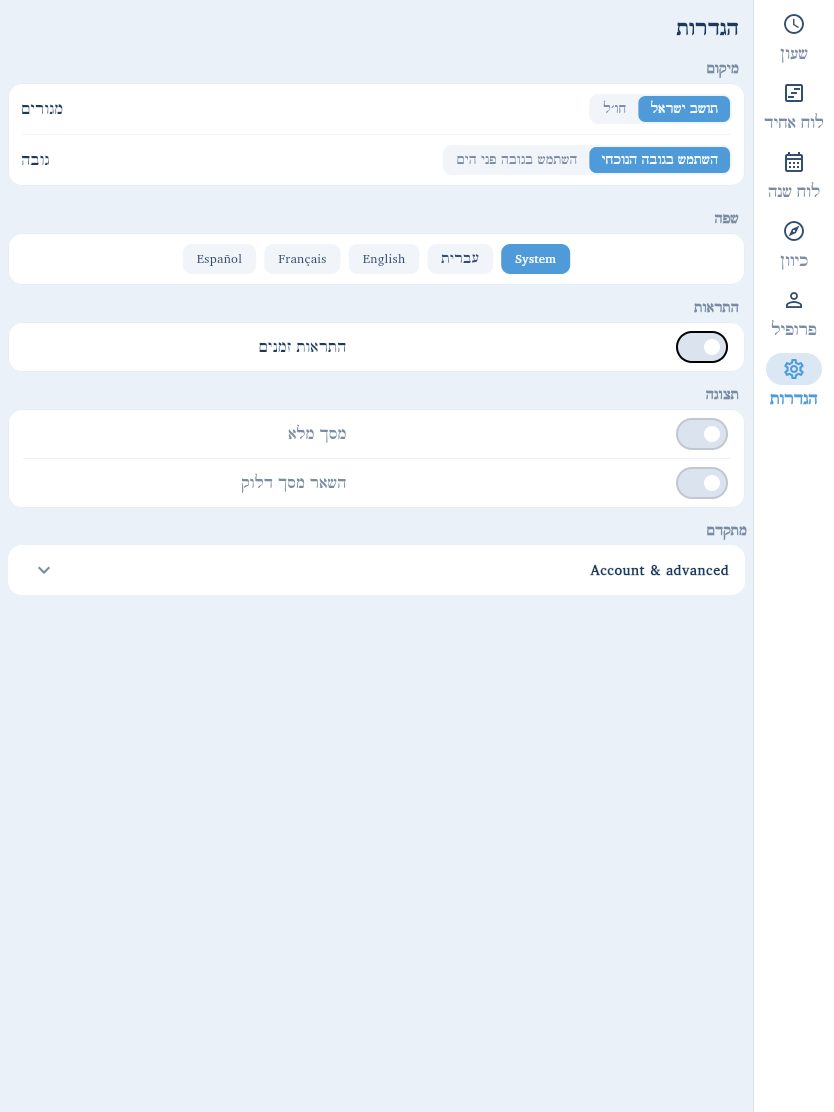 הגדרות
מיקום
מגורים
תושב ישראל
חו״ל
גובה
השתמש בגובה הנוכחי
השתמש בגובה פני הים
שפה
System
עברית
English
Français
Español
התראות
התראות זמנים
תצוגה
מסך מלא
השאר מסך דלוק
מתקדם
Account & advanced
שעון
לוח אחיד
לוח שנה
כיוון
פרופיל
הגדרות